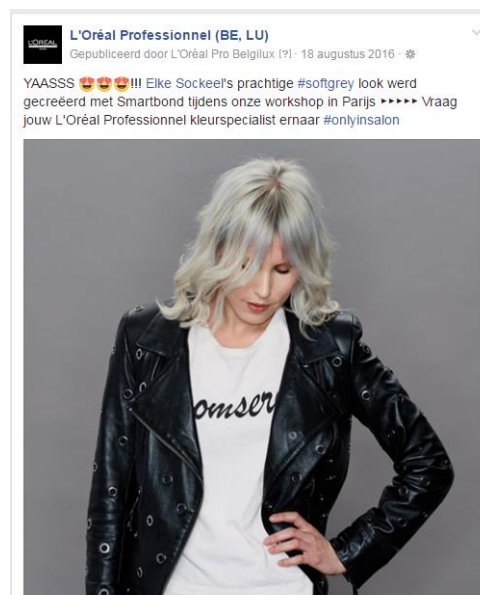 L'ORÉAL
L'Oréal Professionnel (BE, LU)
Gepubliceerd door L'Oréal Pro Belgilux [?] · 18 augustus 2016 ·
YAASSS 😍😍😍!!! Elke Sockeel's prachtige #softgrey look werd
gecreëerd met Smartbond tijdens onze workshop in Parijs ►►►►► Vraag
jouw L'Oréal Professionnel kleurspecialist ernaar #onlyinsalon
omser